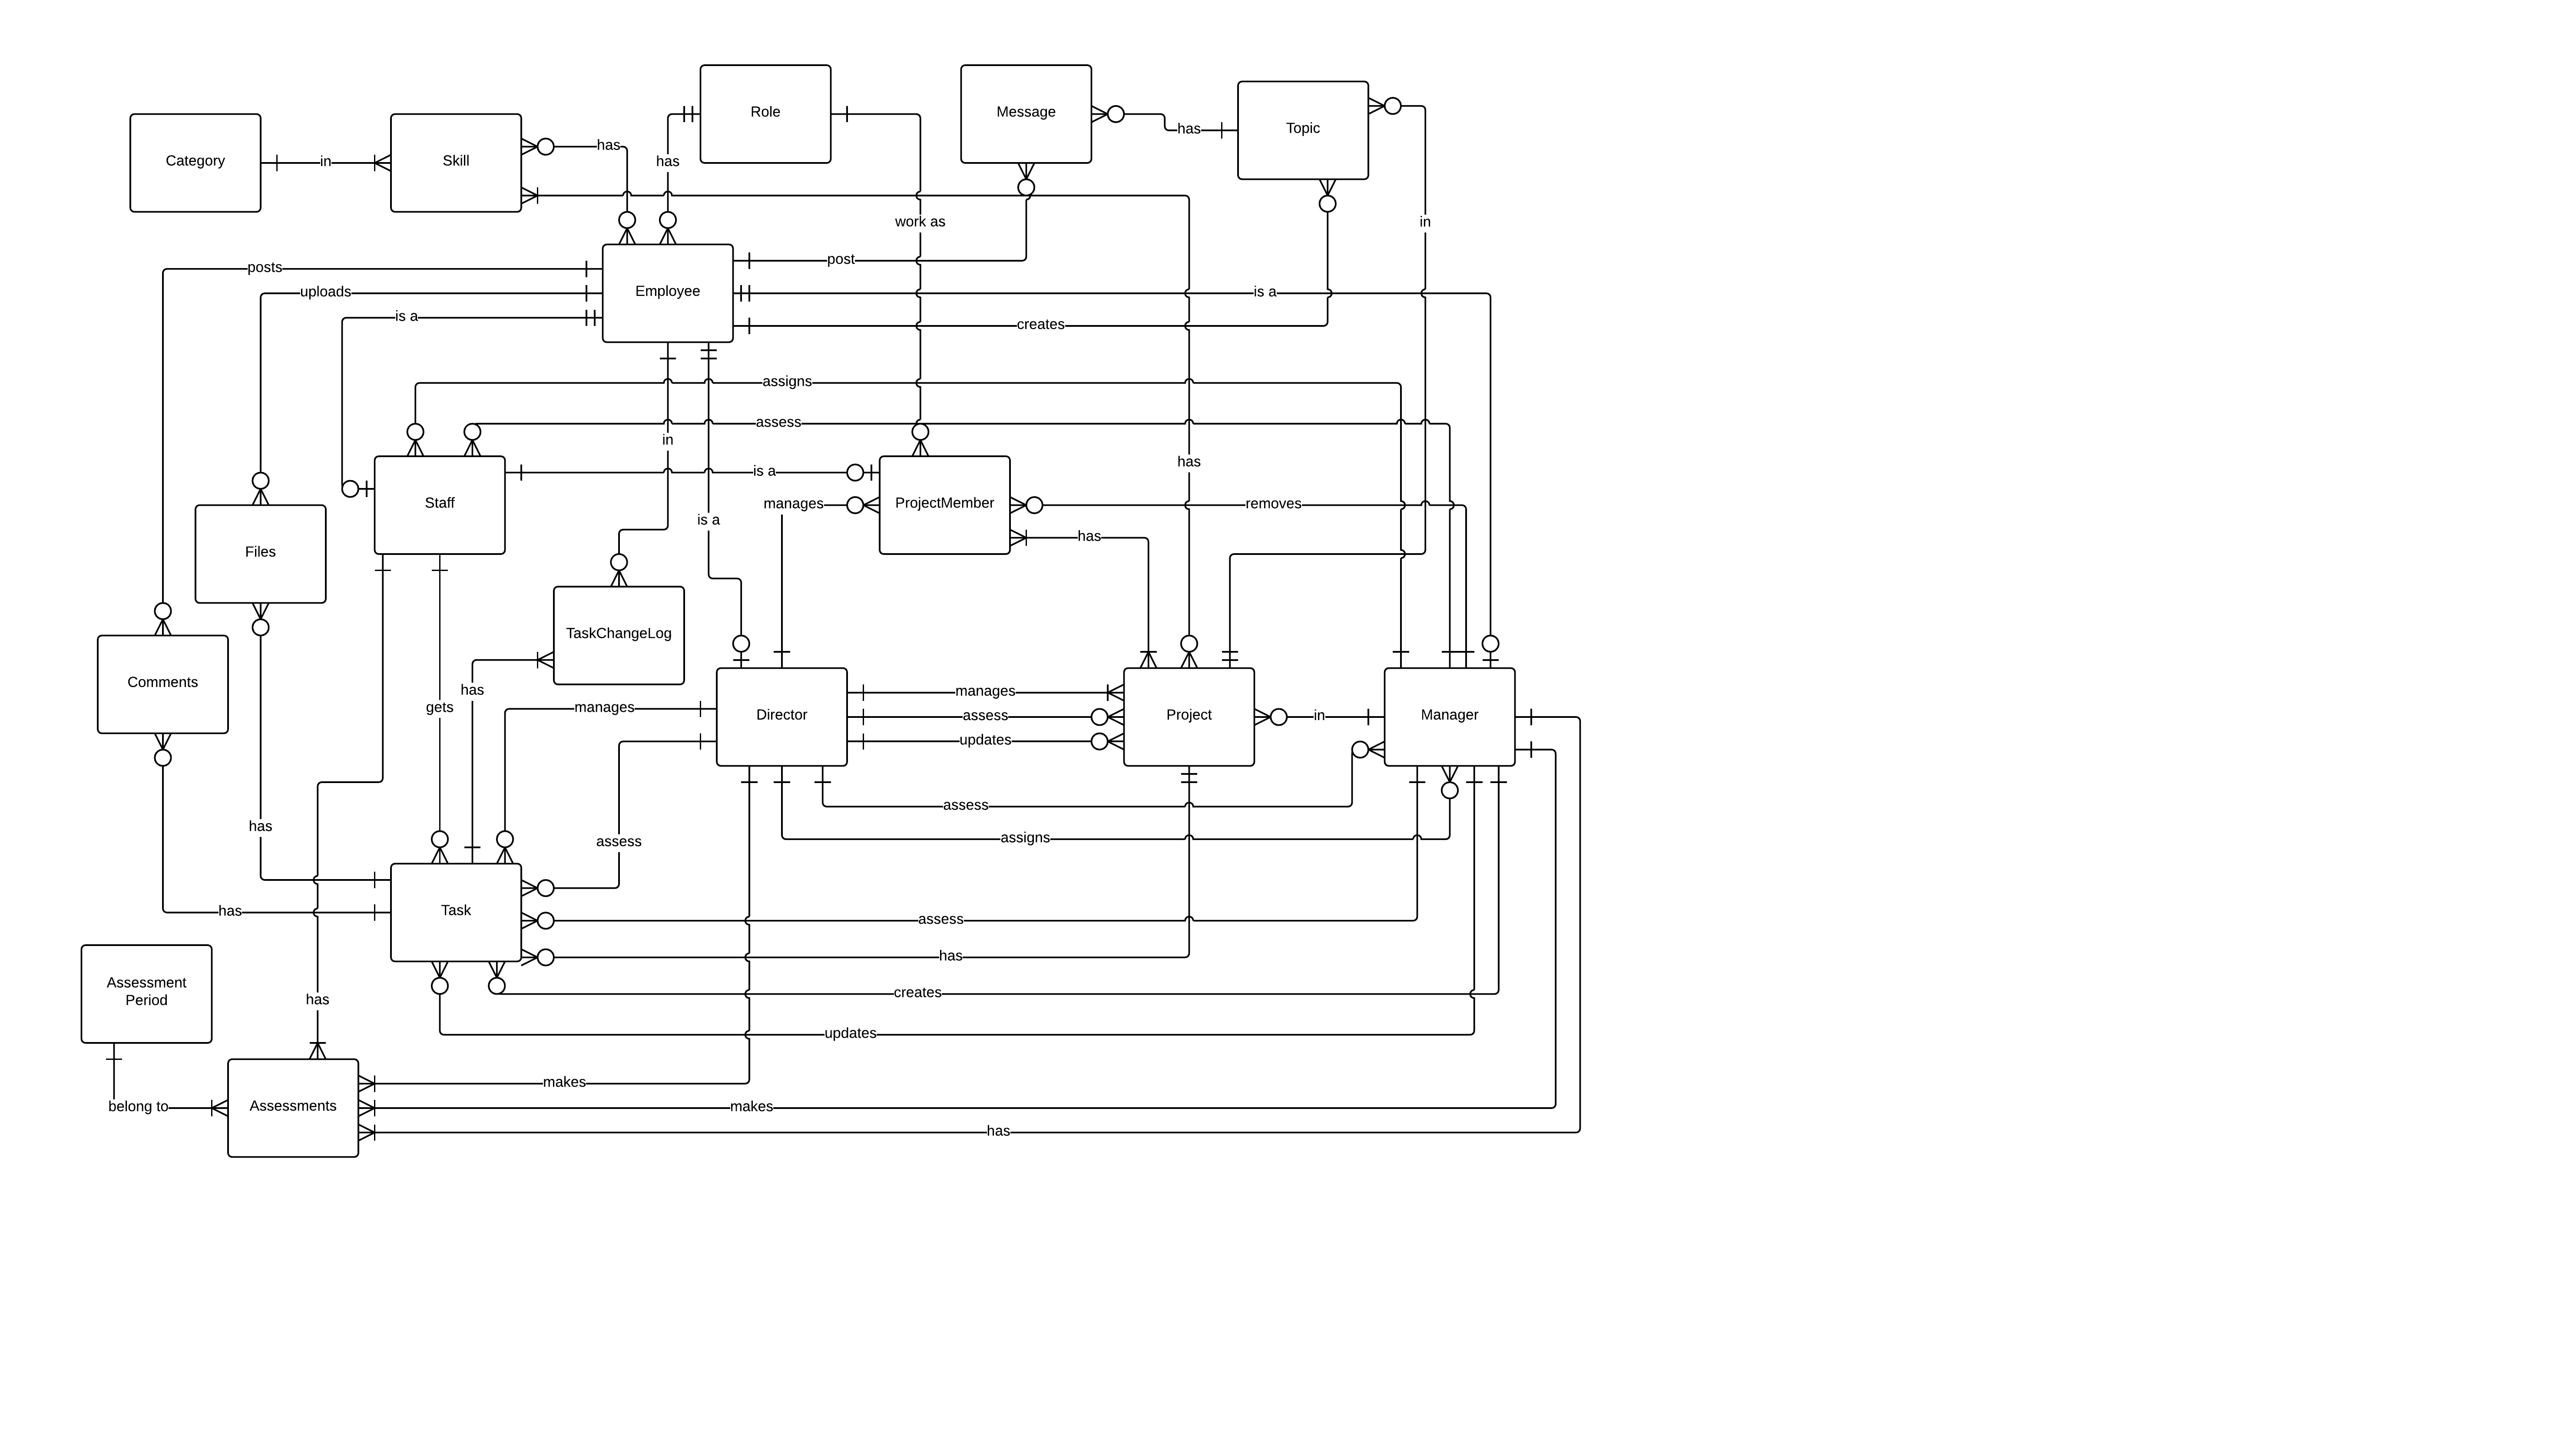 Role
Message
Topic
Category
in
Skill
has
has
has
work as
in
posts
post
uploads
Employee
is a
is a
creates
assigns
assess
in
has
is a
manages
Staff
ProjectMember
removes
is a
has
Files
TaskChangeLog
Comments
has
gets
manages
Director
manages
assess
updates
Project
in
Manager
assess
has
assess
assigns
has
Task
assess
has
creates
Assessment
Period
has
updates
makes
belong to
Assessments
makes
has